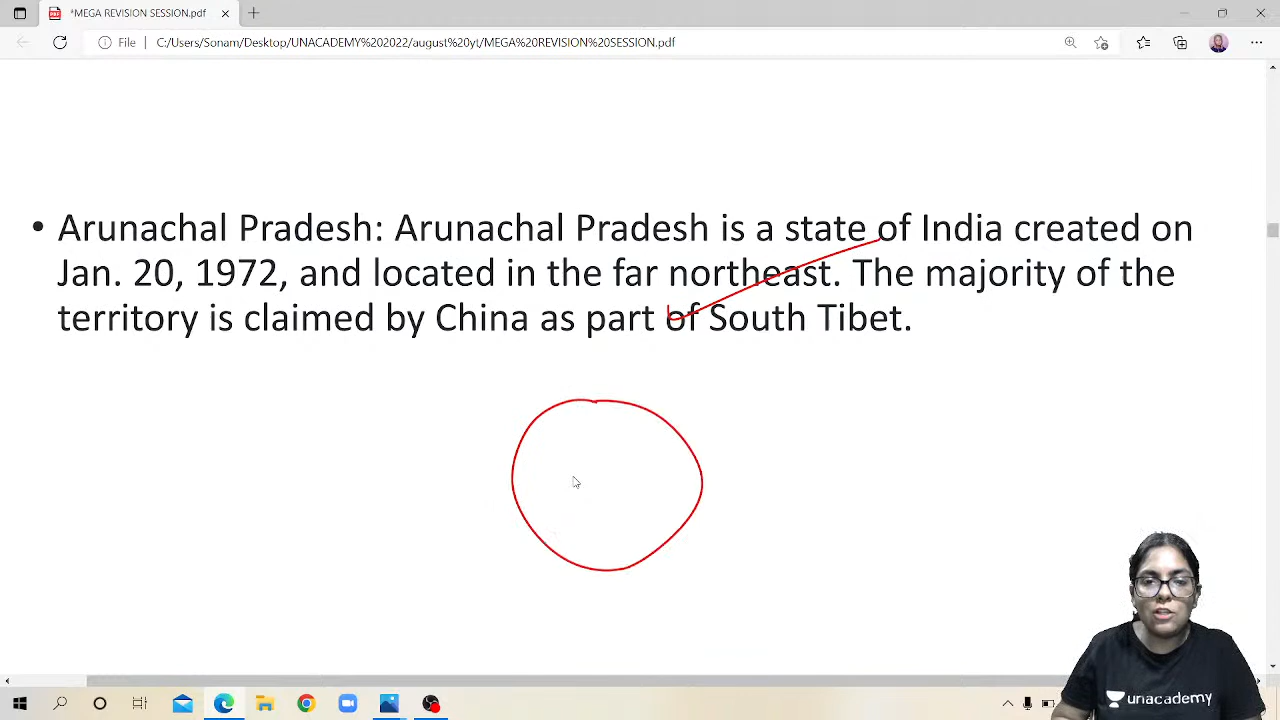 *MEGA REVISION SESSION.pdf
File C:/Users/Sonam/Desktop/UNACADEMY%202022/august%20yt/MEGA%20REVISION%20SESSION.pdf
• Arunachal Pradesh: Arunachal Pradesh is a state of India created on
Jan. 20, 1972, and located in the far northeast. The majority of the
territory is claimed by China as part of South Tibet.
unacademy